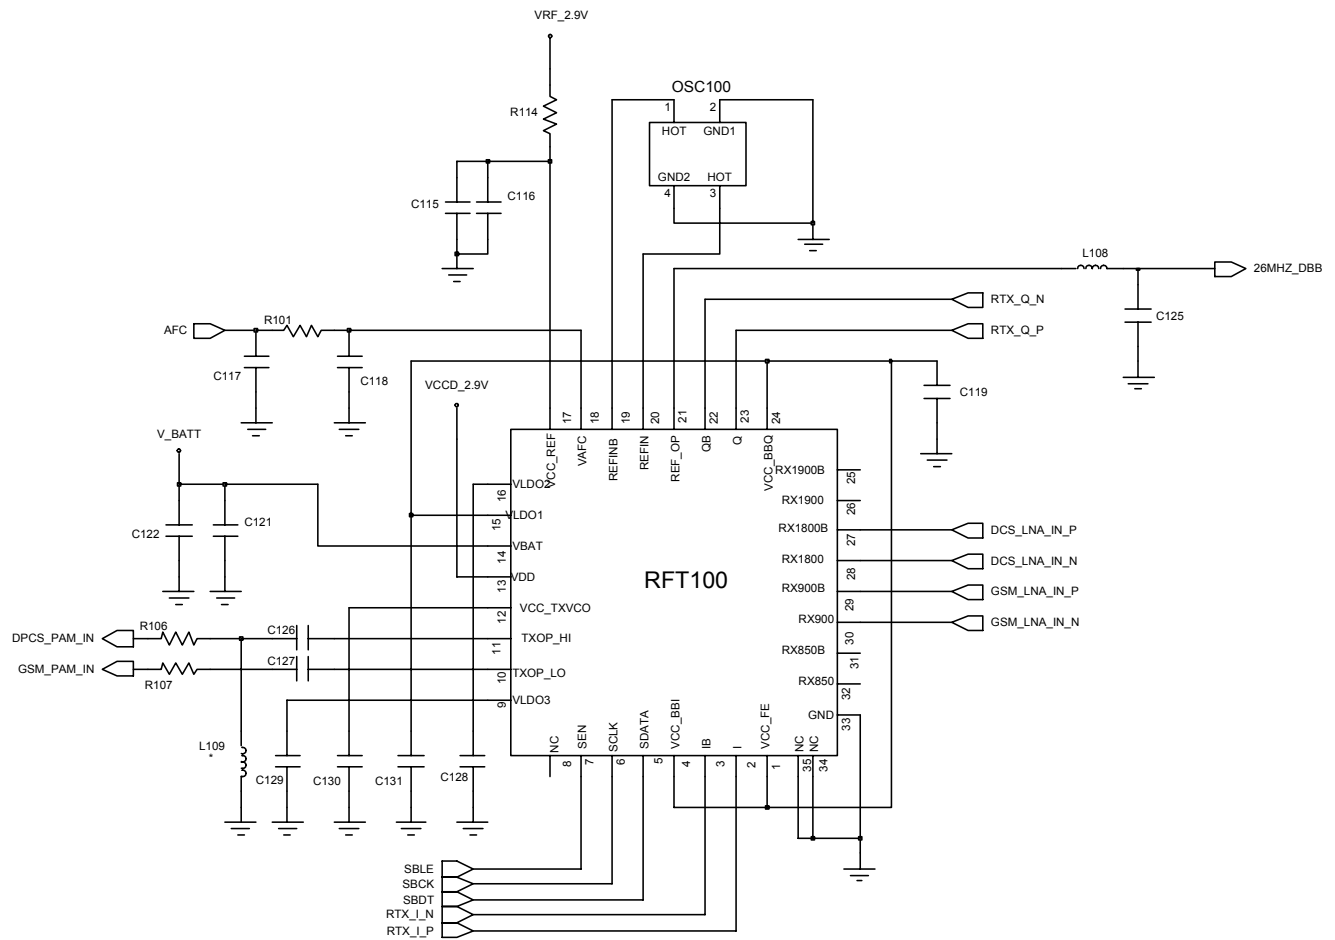 VRF_2.9V
OSC100
R114
1
2
HOT
GND1
GND2
HOT
4
3
C115
C116
L108
26MHZ_DBB
RTX_Q_N
AFC
R101
RTX_Q_P
C125
C117
C118
VCCD_2.9V
C119
V_BATT
17
18
19
20
21
22
23
24
VCC_REF
VAFC
REFINB
REFIN
REF_OP
QB
Q
VCC_BBQ
RX1900B
25
VLDO2
16
RX1900
26
VLDO1
15
RX1800B
27
DCS_LNA_IN_P
C122
C121
VBAT
14
RX1800
28
DCS_LNA_IN_N
VDD
13
RFT100
RX900B
29
GSM_LNA_IN_P
VCC_TXVCO
12
RX900
30
GSM_LNA_IN_N
DPCS_PAM_IN
R106
C126
TXOP_HI
11
RX850B
31
GSM_PAM_IN
R107
C127
TXOP_LO
10
RX850
32
VLDO3
9
GND
33
L109
*
C129
C130
C131
C128
NC
SEN
SCLK
SDATA
VCC_BBI
IB
I
VCC_FE
NC
NC
8
7
6
5
4
3
2
1
35
34
SBLE
SBCK
SBDT
RTX_I_N
RTX_I_P